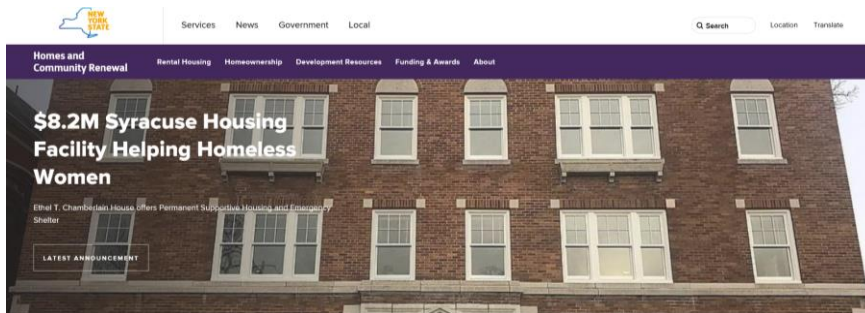 NEW
YORK
STATE
Services News Government Local
Search Location Translate
Homes and
Community Renewal
Rental Housing Homeownership Development Resources Funding & Awards About
$8.2M Syracuse Housing
Facility Helping Homeless
Women
Ethel T. Chamberlain House offers Permanent Supportive Housing and Emergency
Shelter
LATEST ANNOUNCEMENT